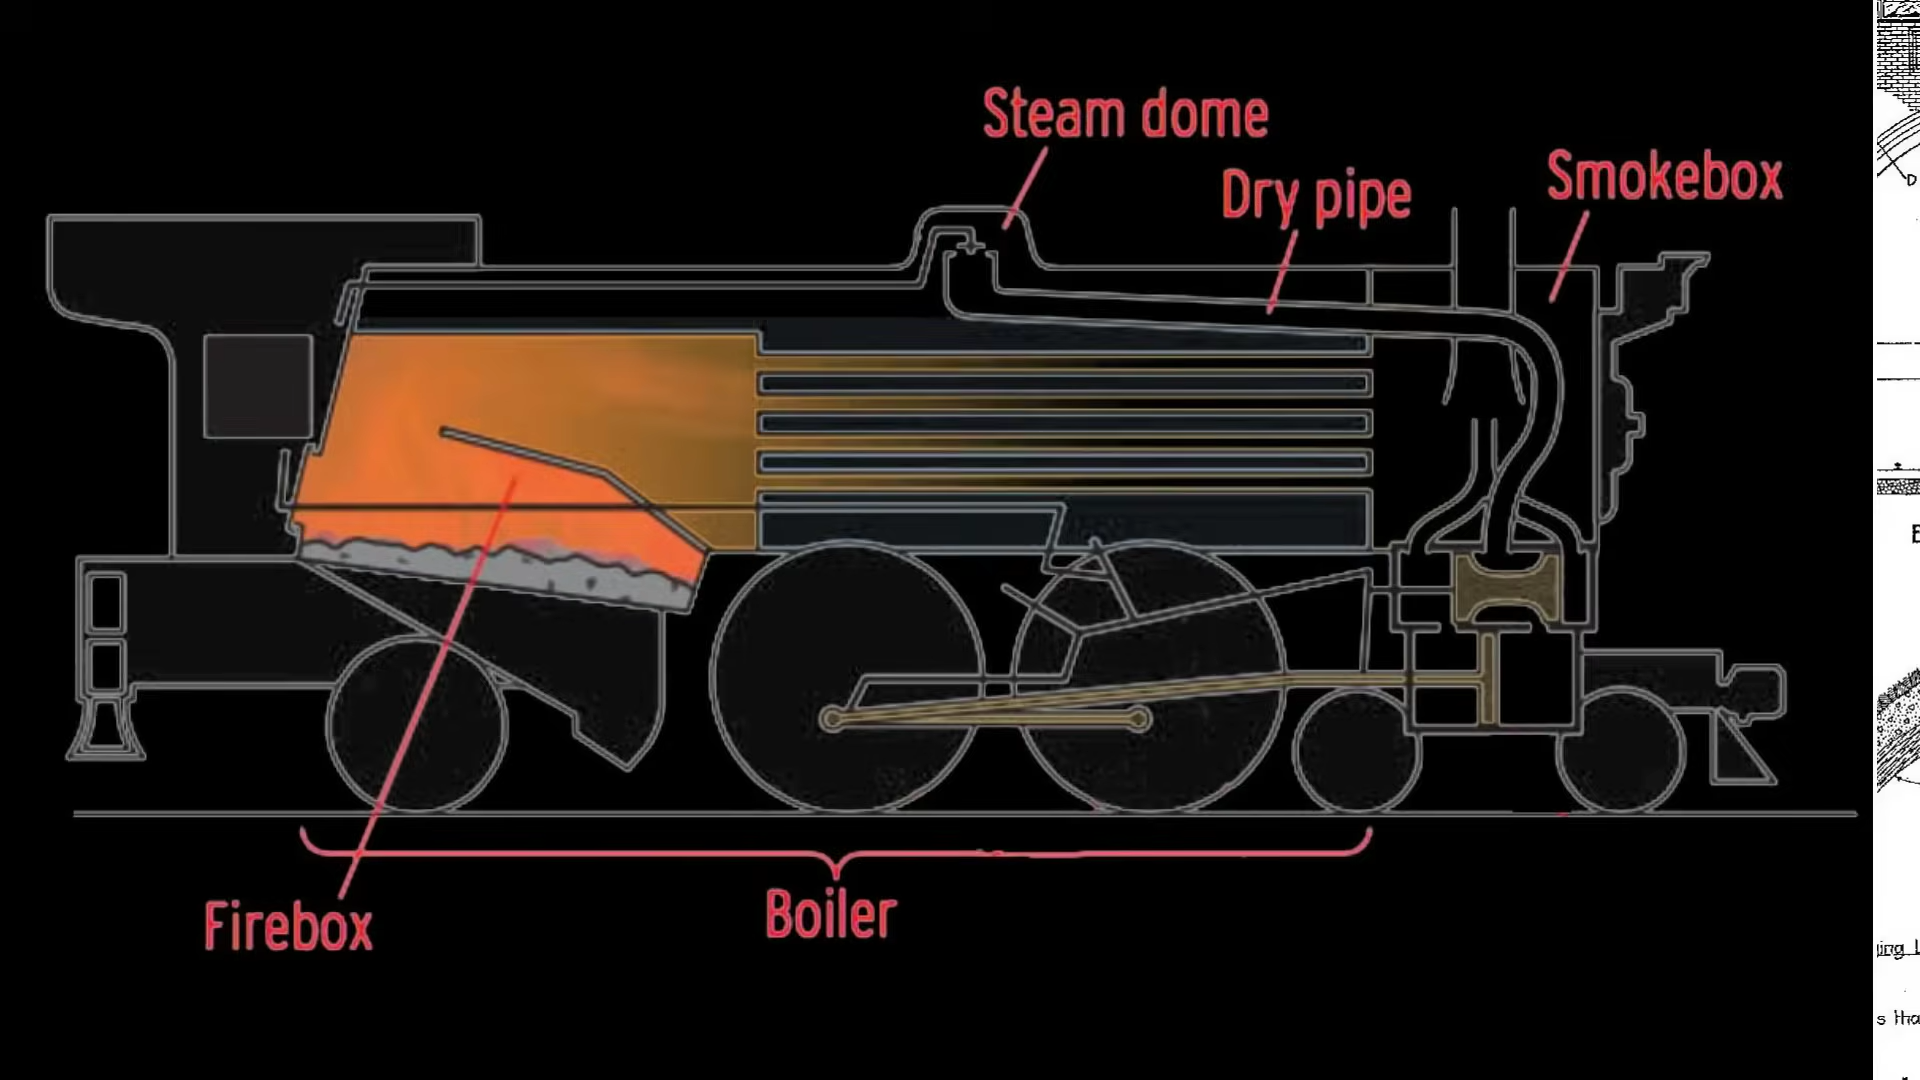 Steam dome
Dry pipe
Smokebox
Firebox
Boiler
D